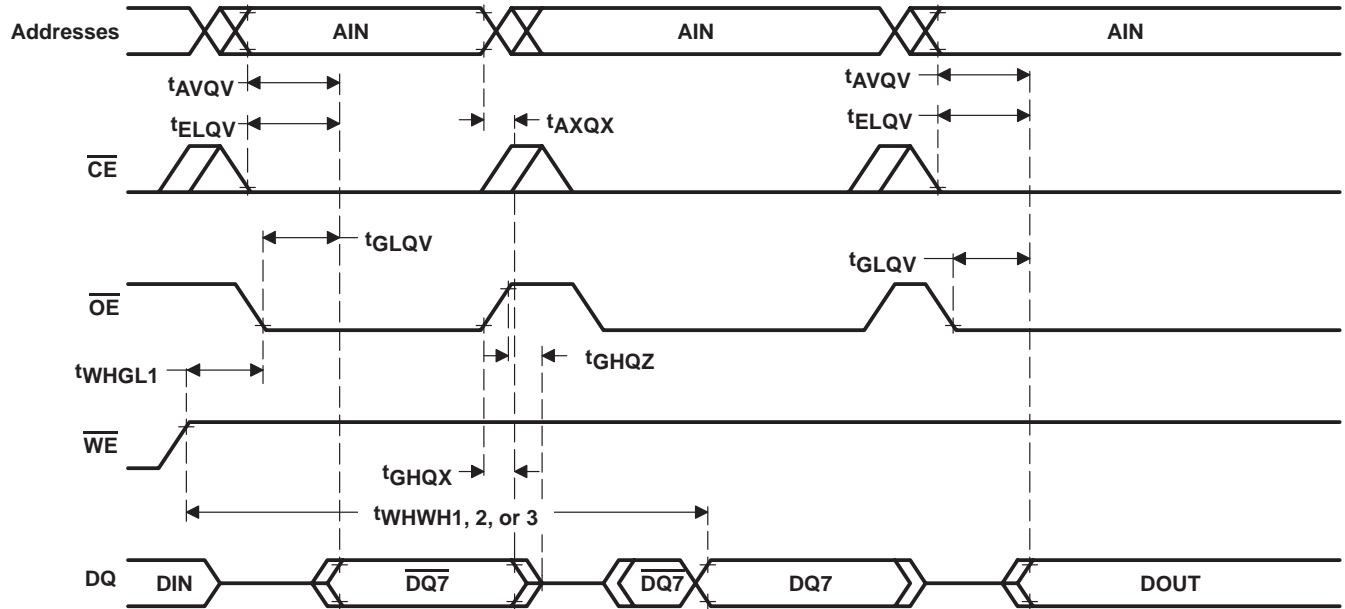 Addresses AIN AIN AIN
tAVQV tAVQV
tELQV tAXQX tELQV
CE
tGLQV tGLQV
OE
tWHGL1 tGHQZ
WE
tGHQX
tWHWH1, 2, or 3
DQ DIN DQ7 DQ7 DQ7 DOUT